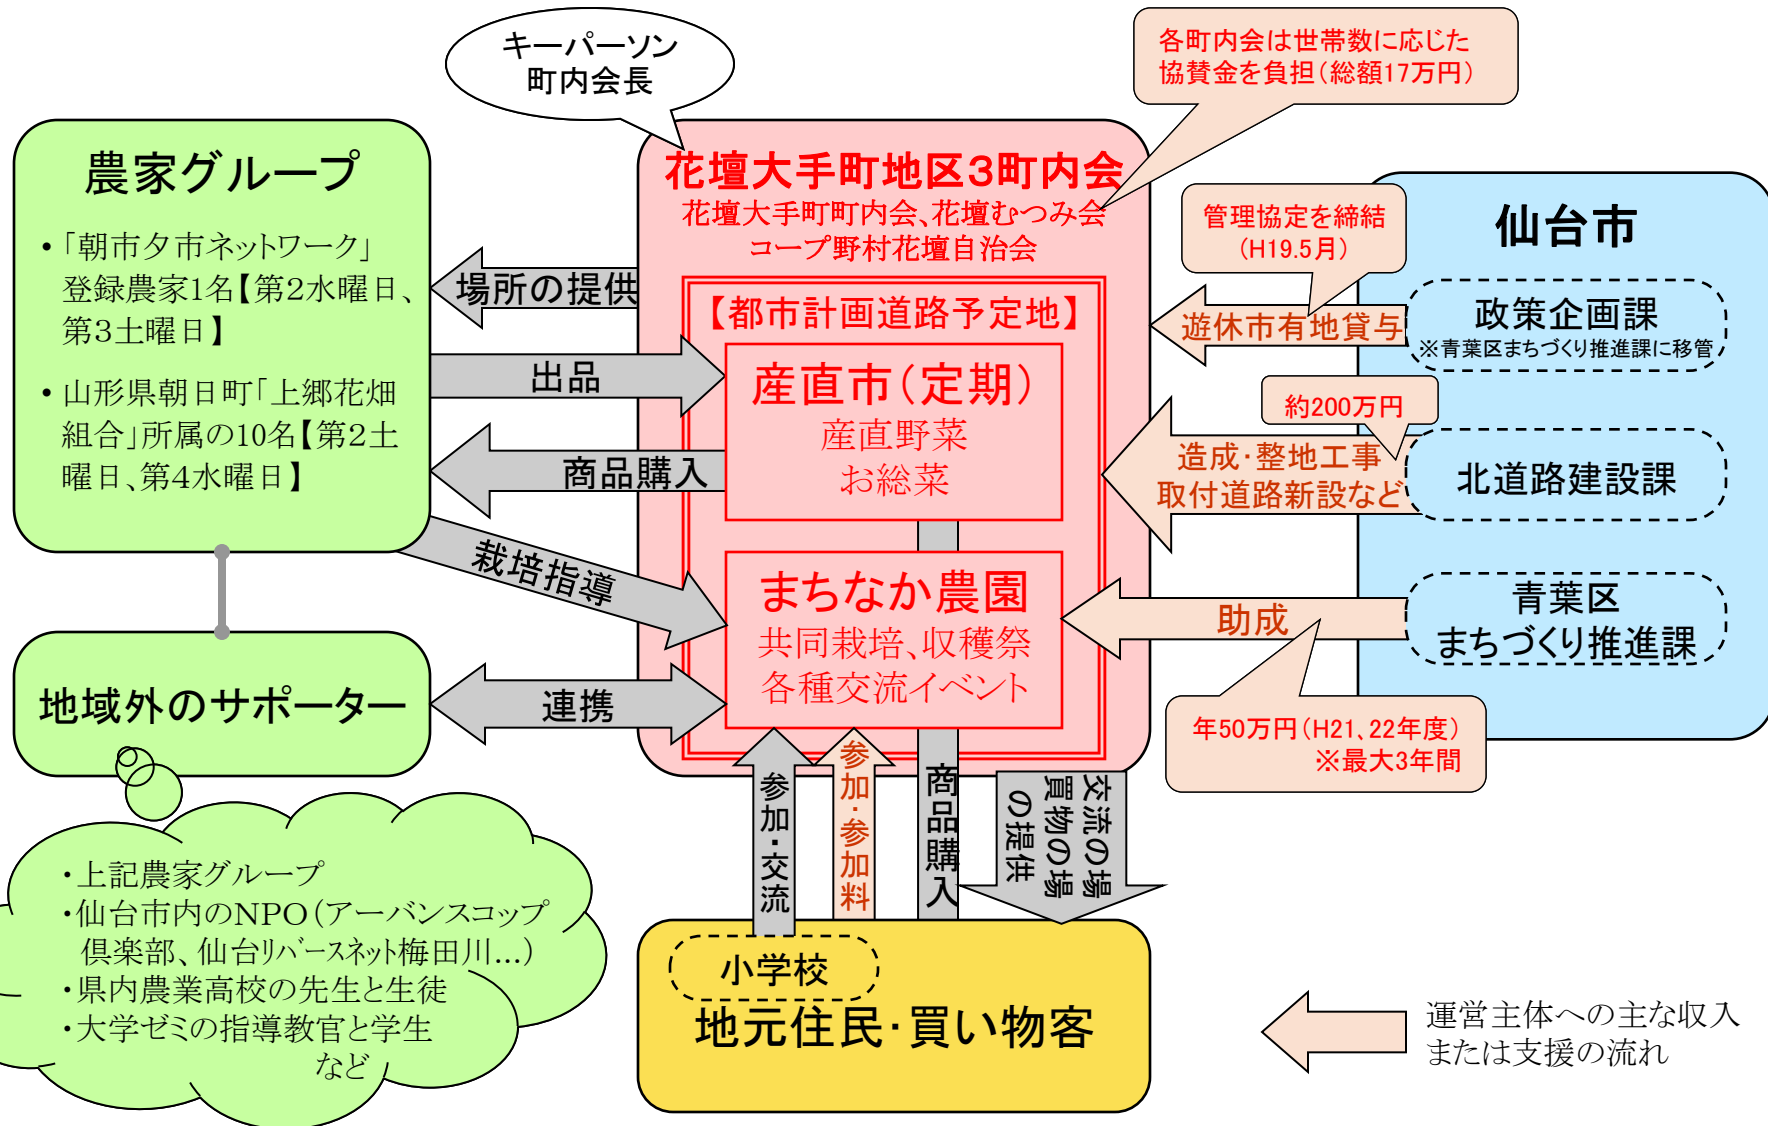 キーパーソン
町内会長
各町内会は世帯数に応じた
協賛金を負担(総額17万円)
農家グループ
・「朝市夕市ネットワーク」
登録農家1名【第2水曜日、
第3土曜日】
・山形県朝日町「上郷花畑
組合」所属の10名【第2土
曜日、第4水曜日】
花壇大手町地区3町内会
花壇大手町町内会、花壇むつみ会
コープ野村花壇自治会
管理協定を締結
(H19.5月)
仙台市
場所の提供
【都市計画道路予定地】
遊休市有地貸与
政策企画課
※青葉区まちづくり推進課に移管
出品
産直市(定期)
産直野菜
お総菜
約200万円
商品購入
造成・整地工事
取付道路新設など
北道路建設課
栽培指導
まちなか農園
共同栽培、収穫祭
各種交流イベント
助成
青葉区
まちづくり推進課
地域外のサポーター
連携
年50万円(H21、22年度)
※最大3年間
参加・交流
参加・参加料
商品購入
交流の場
買物の場
の提供
・上記農家グループ
・仙台市内のNPO(アーバンスコップ
倶楽部、仙台リバースネット梅田川…)
・県内農業高校の先生と生徒
・大学ゼミの指導教官と学生
など
小学校
地元住民・買い物客
運営主体への主な収入
または支援の流れ